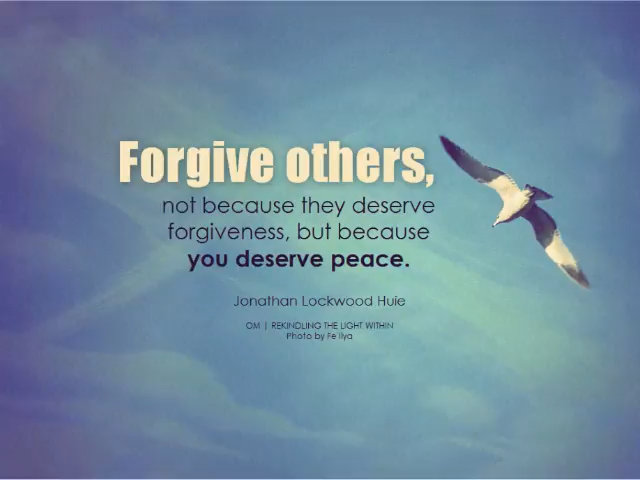 Forgive others,
not because they deserve
forgiveness, but because
you deserve peace.
Jonathan Lockwood Huie
OM | REKINDLING THE LIGHT WITHIN
Photo by Fe Ilya